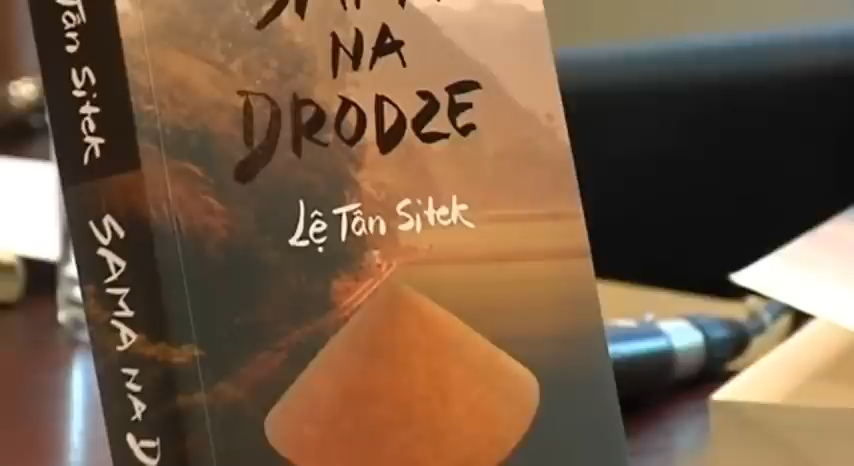 NA
DRODZE
Lệ Tân Sitek
Tân Sitek
SAMA NA D